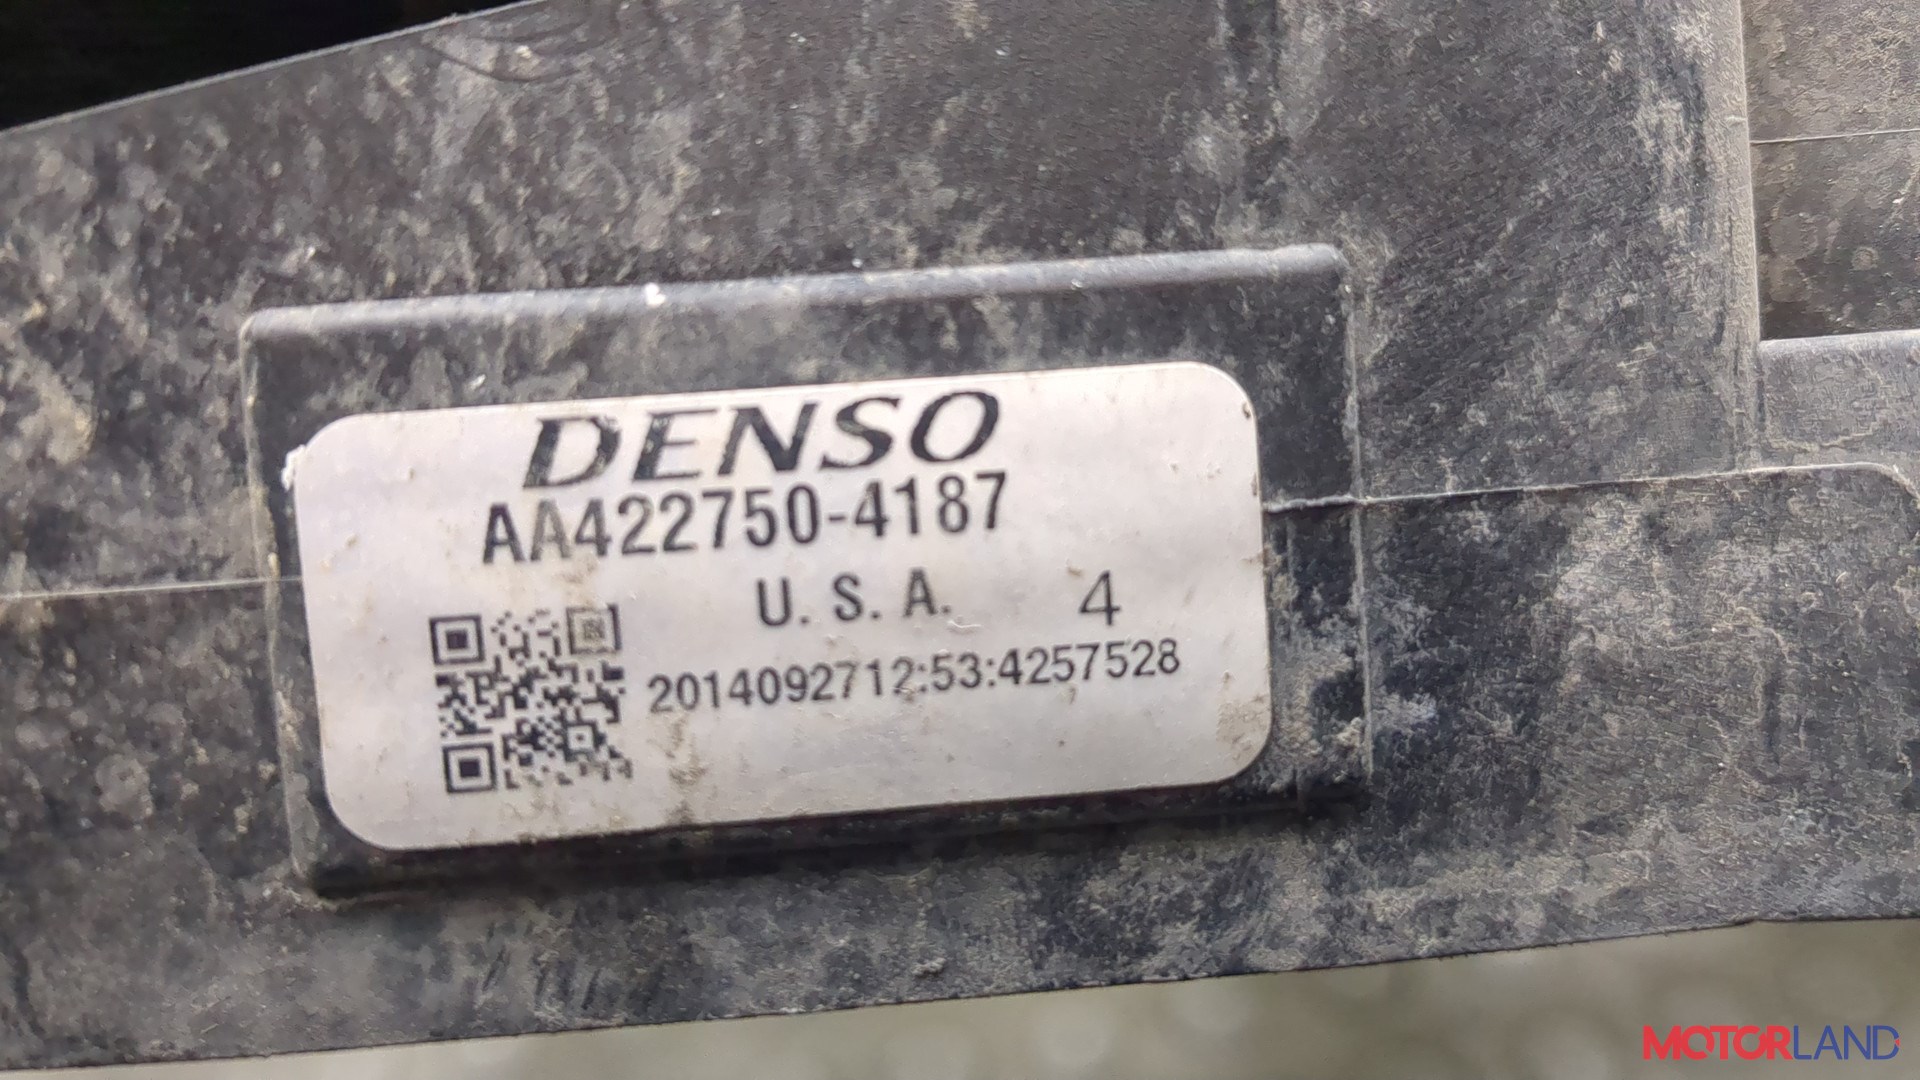 DENSO
AA422750-4187
U. S. A. 4
2014092712:53:4257528
MOTORLAND